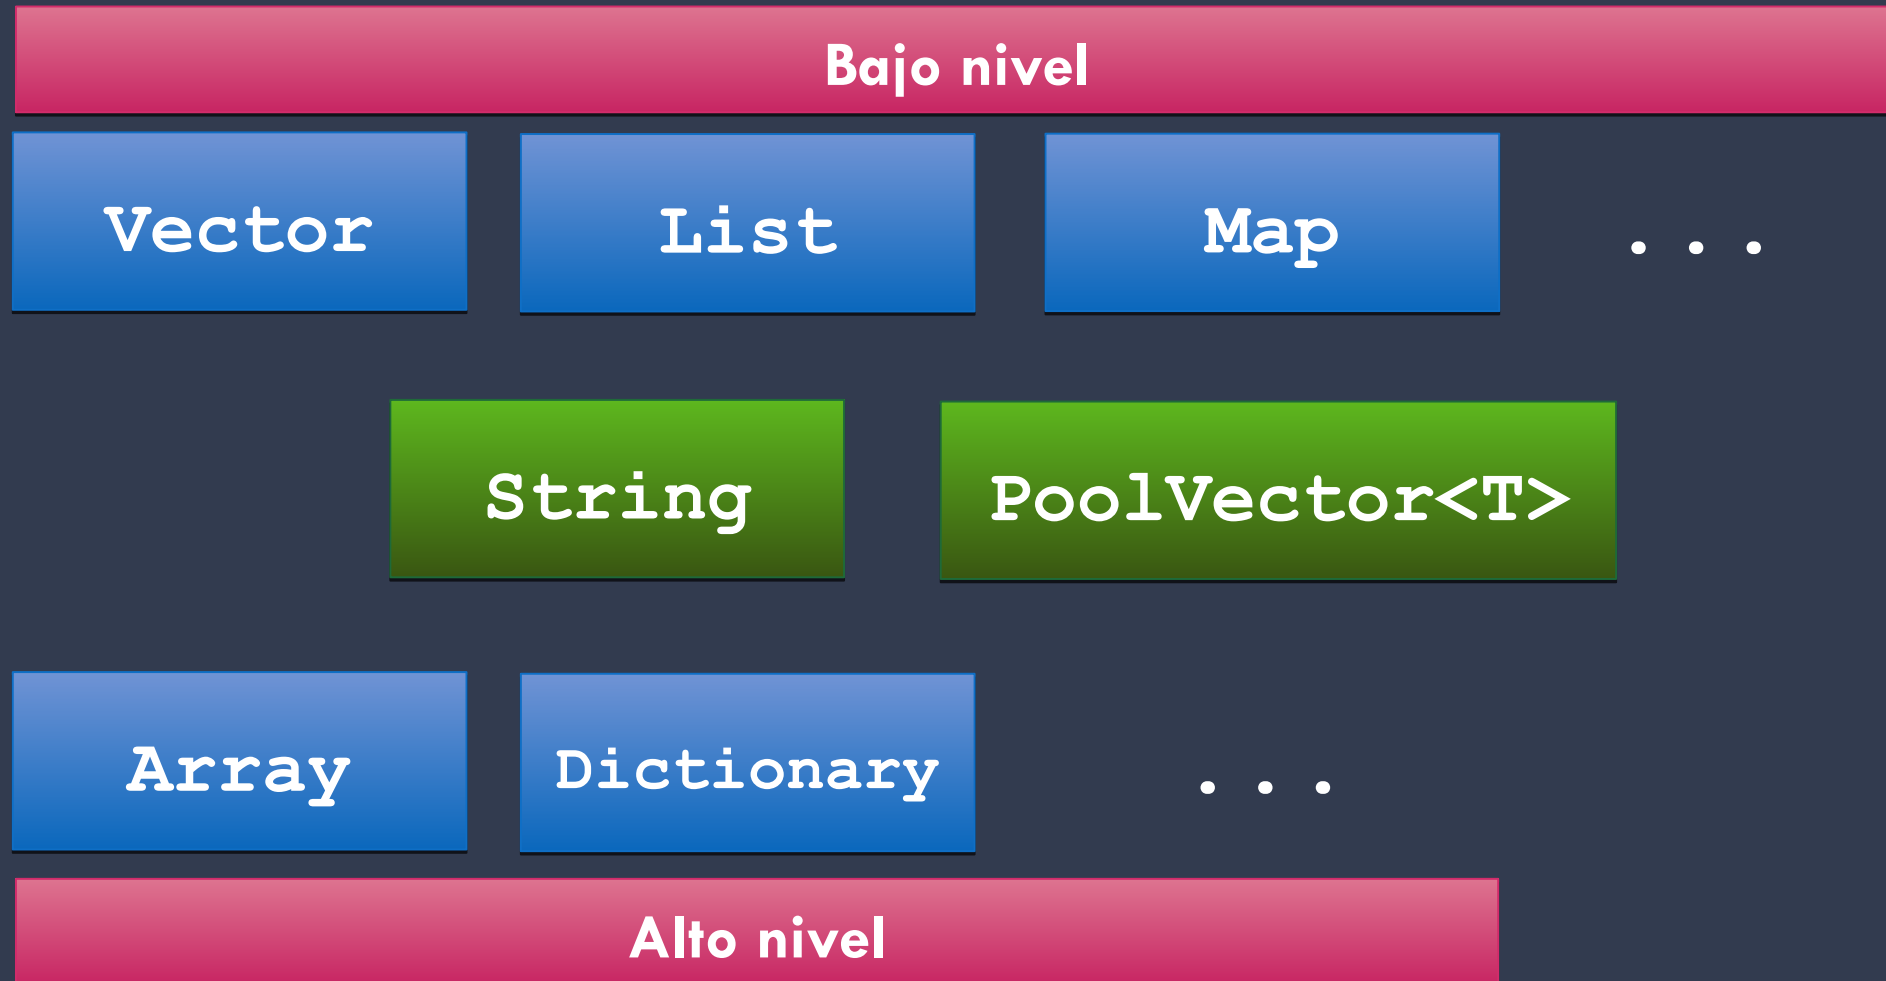 Bajo nivel
Vector List Map ...
String PoolVector<T>
Array Dictionary ...
Alto nivel